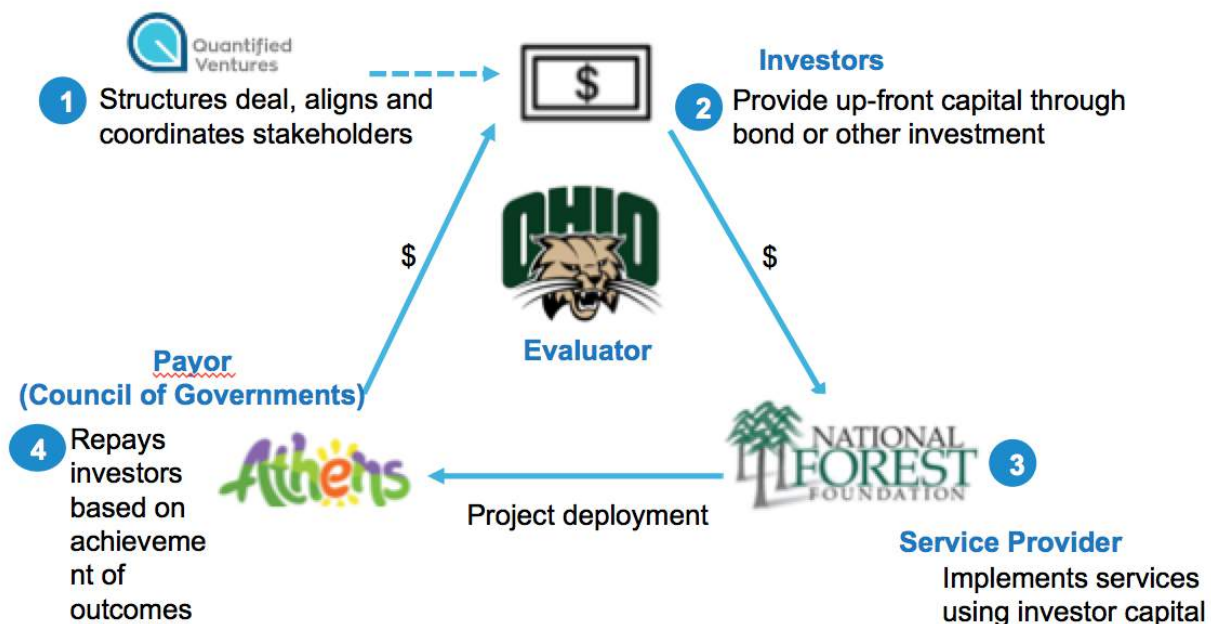 Quantified
Ventures
1
Structures deal, aligns and
coordinates stakeholders
$
Investors
2
Provide up-front capital through
bond or other investment
$
OHIO
$
Evaluator
Payor
(Council of Governments)
4
Repays
investors
based on
achieveme
nt of
outcomes
Athens
Project deployment
NATIONAL
FOREST
FOUNDATION
3
Service Provider
Implements services
using investor capital